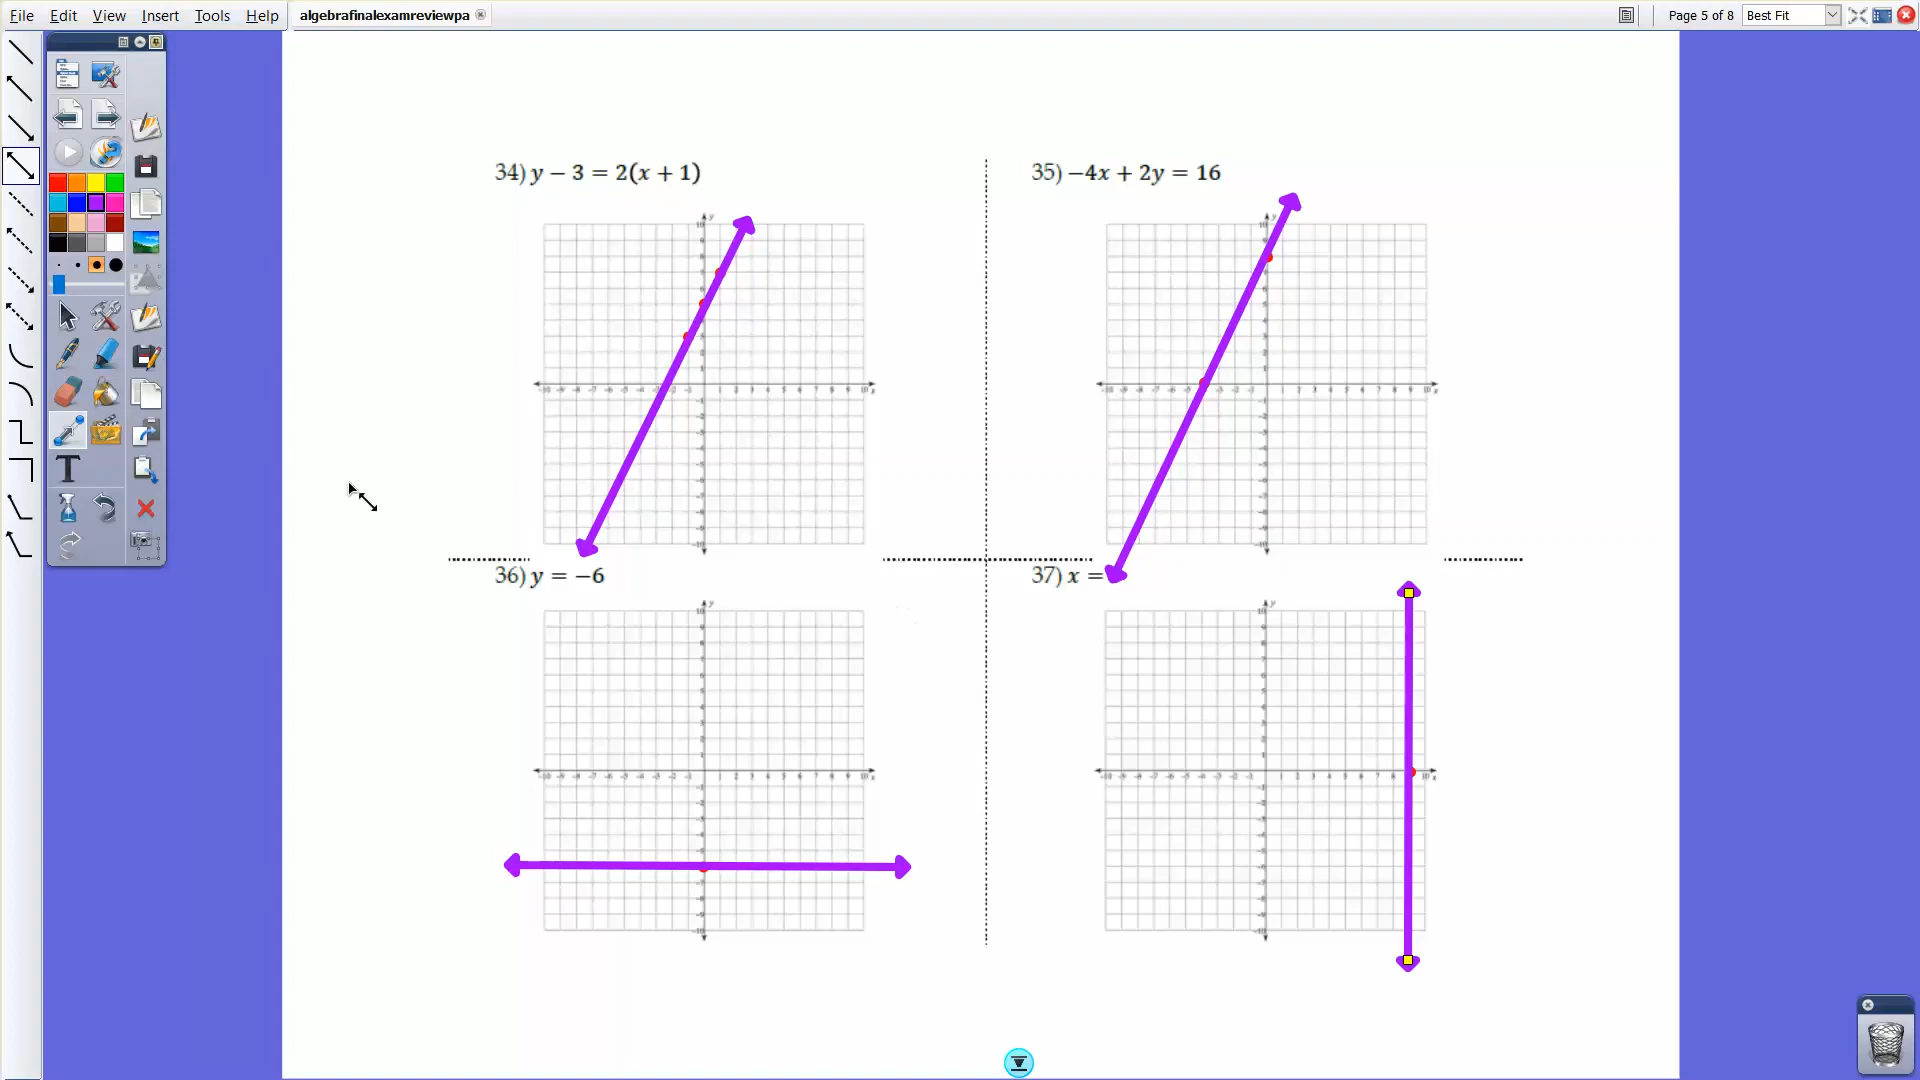 File Edit View Insert Tools Help algebrafinalexamreviewpa Page 5 of 8 Best Fit
34) y − 3 = 2(x + 1)
35) −4x + 2y = 16
36) y = −6
37) x =